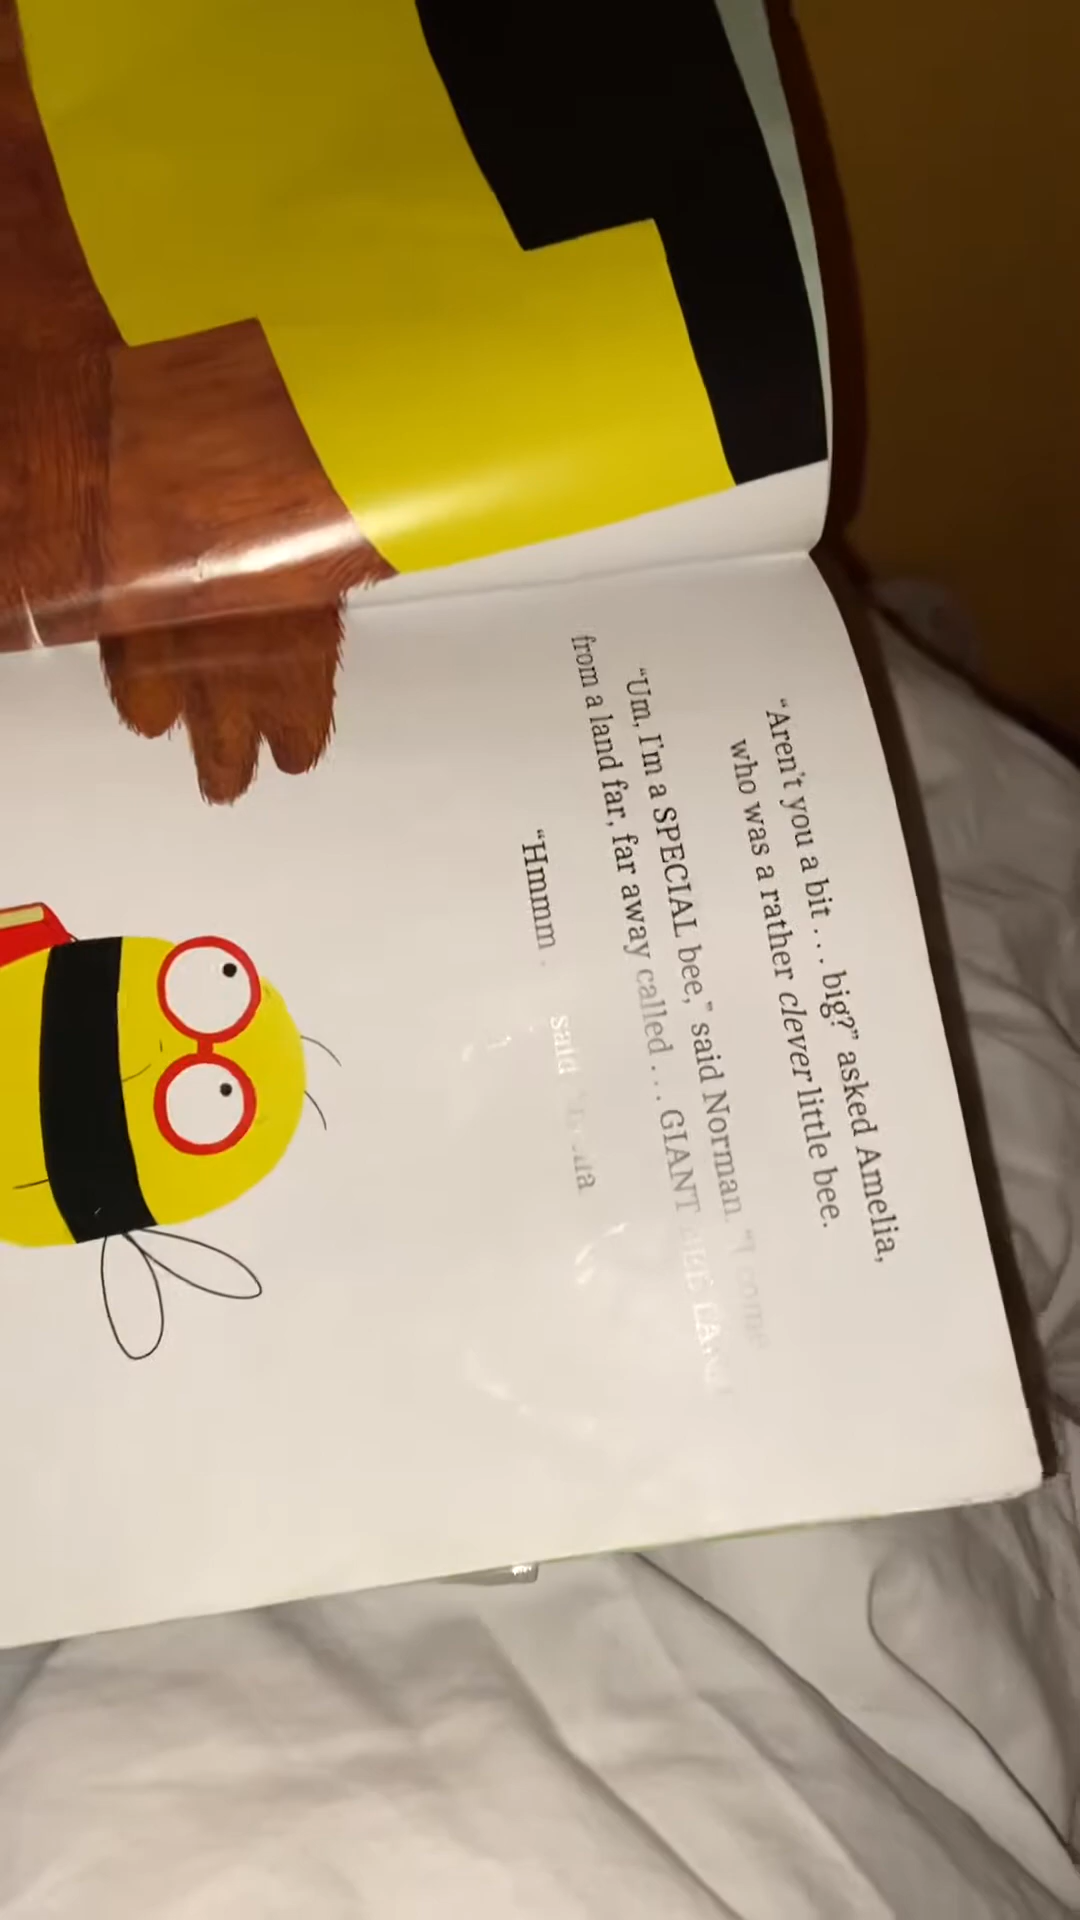 “Aren’t you a bit . . . big?” asked Amelia,
who was a rather clever little bee.
“Um, I’m a SPECIAL bee,” said Norman. “I come
from a land far, far away called . . . GIANT BEE LAND
“Hmmm . said